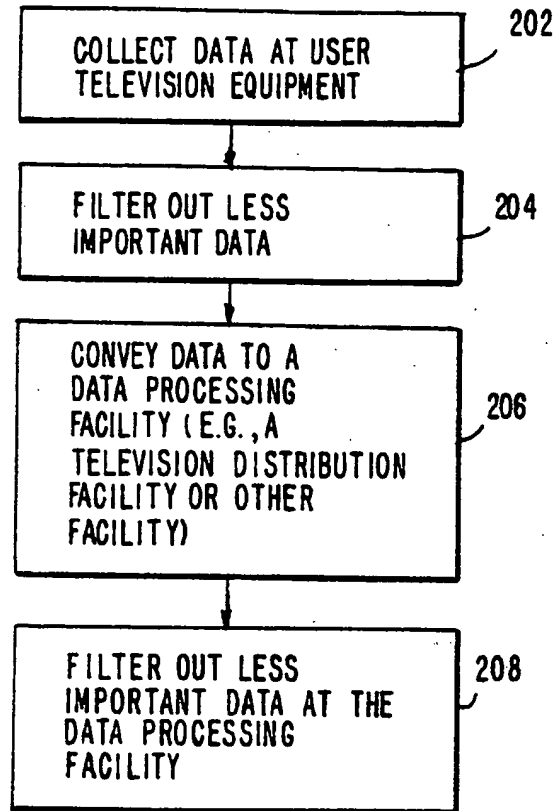 COLLECT DATA AT USER
TELEVISION EQUIPMENT
202
FILTER OUT LESS
IMPORTANT DATA
204
CONVEY DATA TO A
DATA PROCESSING
FACILITY (E.G., A
TELEVISION DISTRIBUTION
FACILITY OR OTHER
FACILITY)
206
FILTER OUT LESS
IMPORTANT DATA AT THE
DATA PROCESSING
FACILITY
208